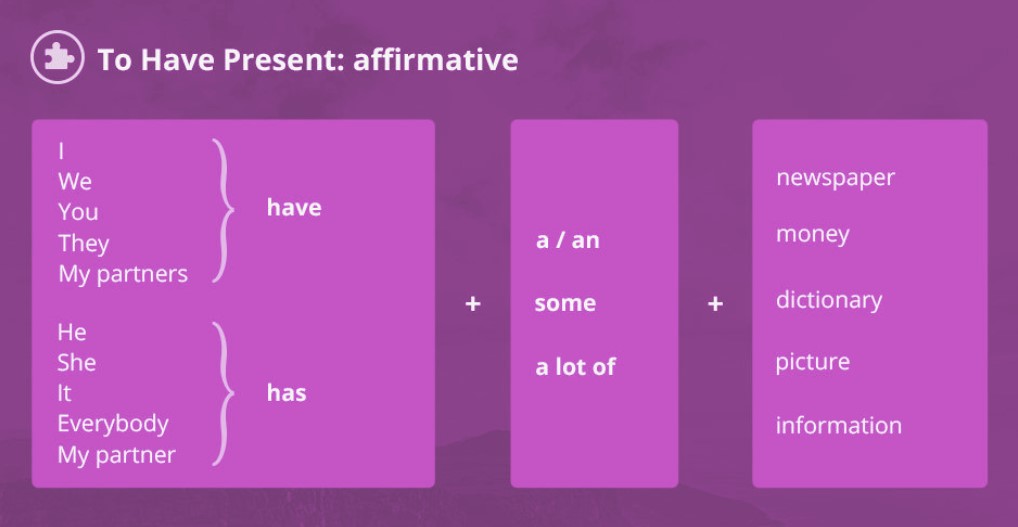 To Have Present: affirmative
I
We
You
They
My partners
have
He
She
It
Everybody
My partner
has
+
a / an
some
a lot of
+
newspaper
money
dictionary
picture
information